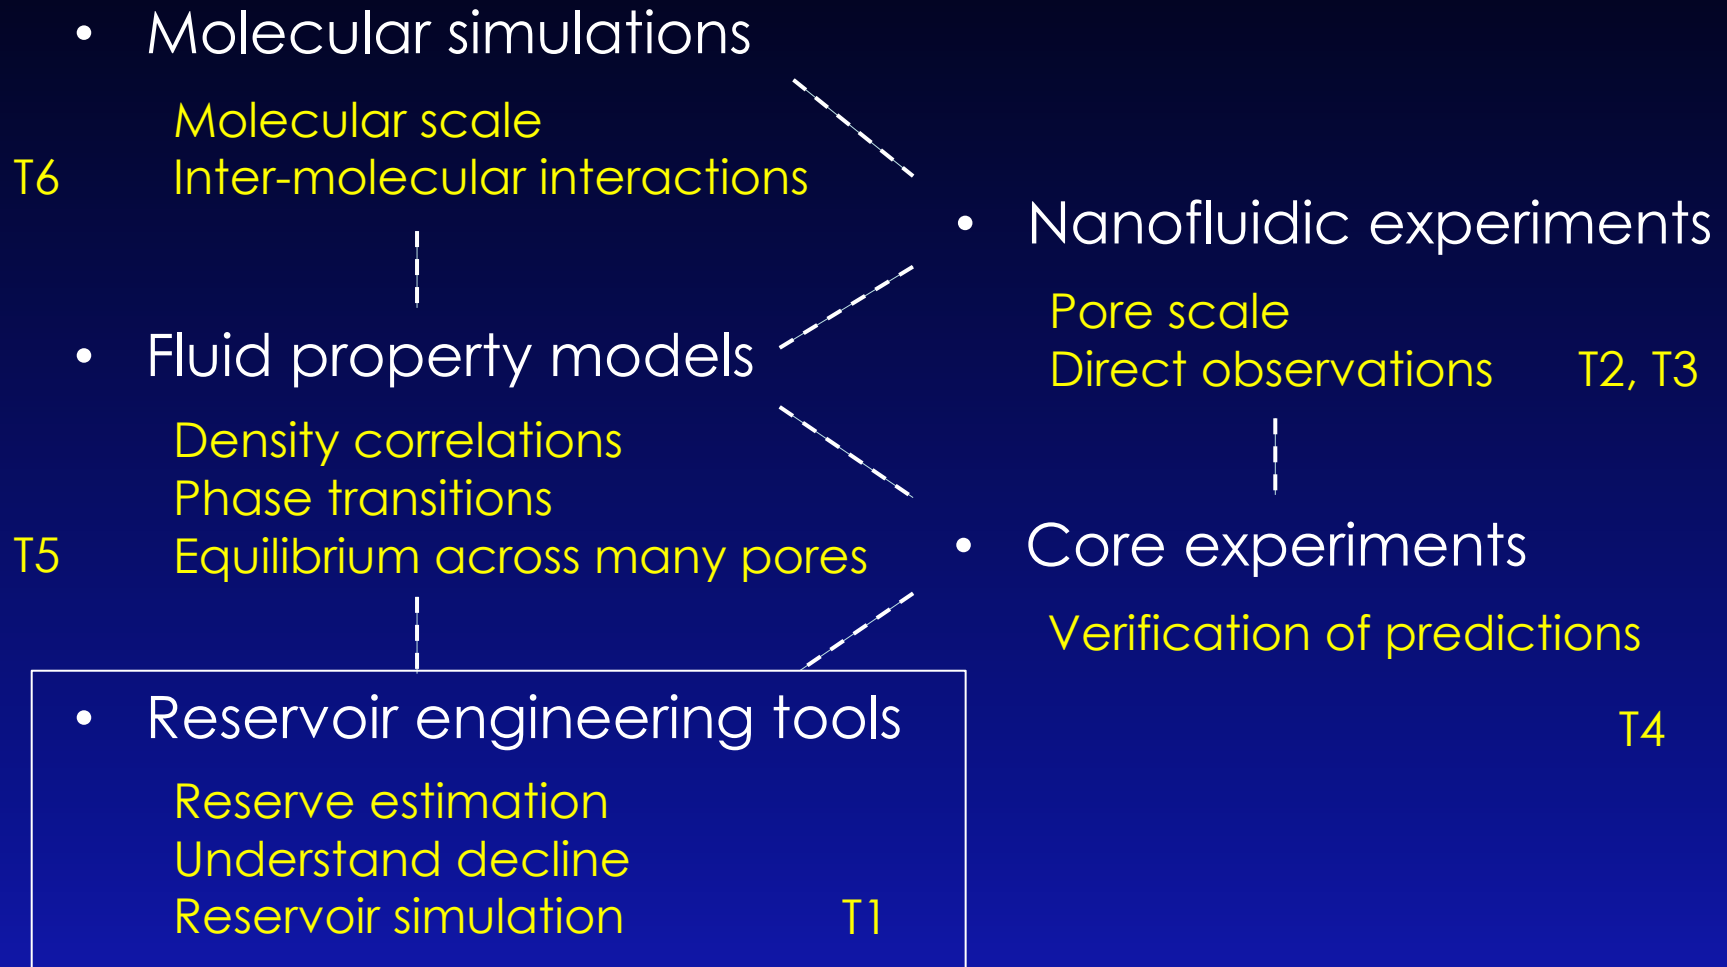 • Molecular simulations
Molecular scale
T6 Inter-molecular interactions
• Fluid property models
Density correlations
Phase transitions
T5 Equilibrium across many pores
• Reservoir engineering tools
Reserve estimation
Understand decline
Reservoir simulation T1
• Nanofluidic experiments
Pore scale
Direct observations T2, T3
• Core experiments
Verification of predictions
T4